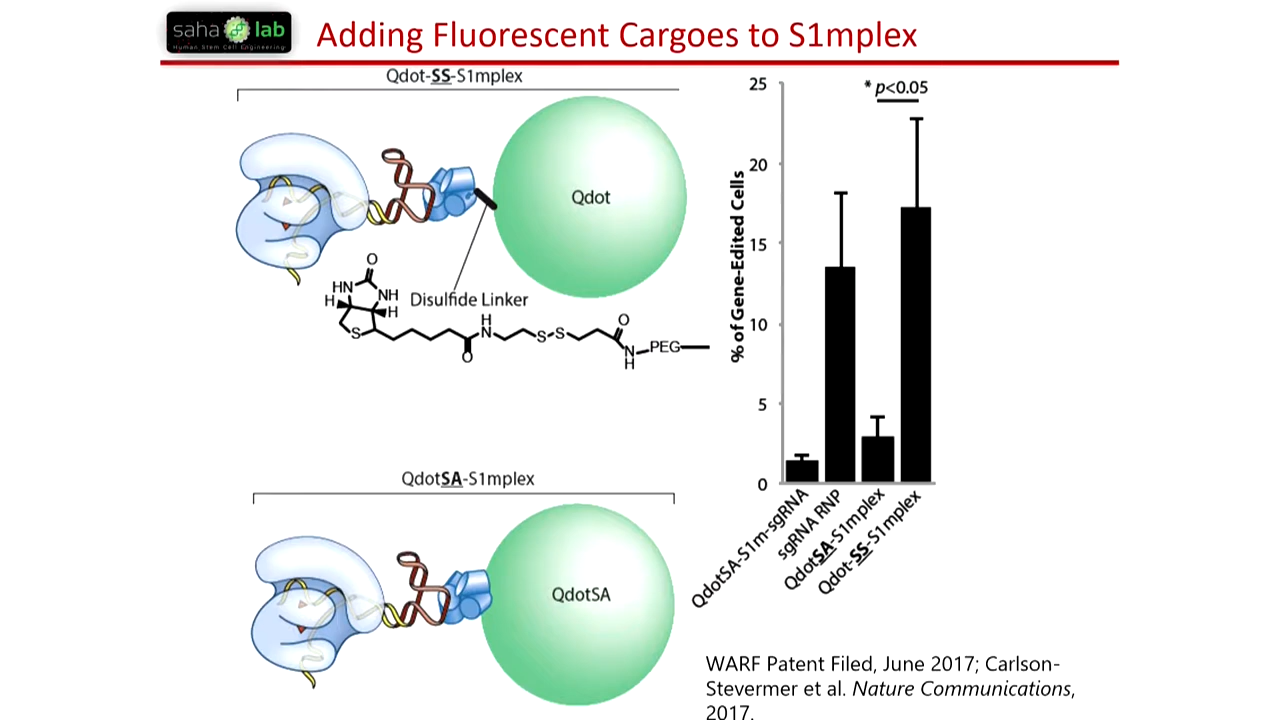 saha lab
Human Stem Cell Engineering
Adding Fluorescent Cargoes to S1mplex
Qdot-SS-S1mplex
Qdot
Disulfide Linker
O
HN
NH
H
H
S
O
H
N
S-S
O
N
H
PEG
QdotSA-S1mplex
QdotSA
* p<0.05
% of Gene-Edited Cells
25
20
15
10
5
0
QdotSA-S1m-sgRNA
sgRNA RNP
QdotSA-S1mplex
Qdot-SS-S1mplex
WARF Patent Filed, June 2017; Carlson-
Stevermer et al. Nature Communications,
2017.